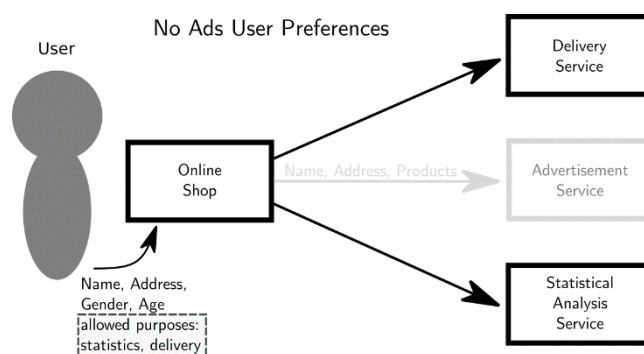 No Ads User Preferences
User
Delivery
Service
Online
Shop
Name, Address, Products
Advertisement
Service
Name, Address,
Gender, Age
allowed purposes:
statistics, delivery
Statistical
Analysis
Service